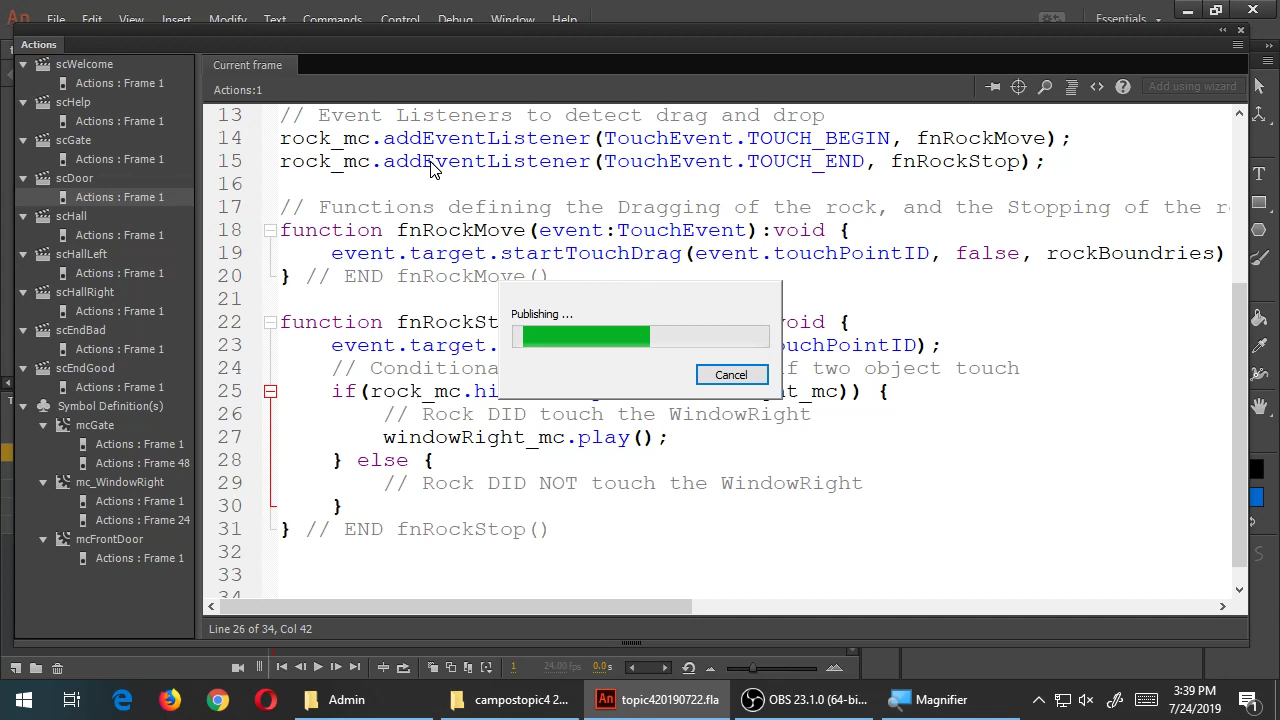 An File Edit View Insert Modify Text Commands Control Debug Window Help Essentials
Actions
scWelcome
Actions : Frame 1
scHelp
Actions : Frame 1
scGate
Actions : Frame 1
scDoor
Actions : Frame 1
scHall
Actions : Frame 1
scHallLeft
Actions : Frame 1
scHallRight
Actions : Frame 1
scEndBad
Actions : Frame 1
scEndGood
Actions : Frame 1
Symbol Definition(s)
mcGate
Actions : Frame 1
Actions : Frame 48
mc_WindowRight
Actions : Frame 1
Actions : Frame 24
mcFrontDoor
Actions : Frame 1
Current frame
Actions:1
Add using wizard
13 // Event Listeners to detect drag and drop
14 rock_mc.addEventListener(TouchEvent.TOUCH_BEGIN, fnRockMove);
15 rock_mc.addEventListener(TouchEvent.TOUCH_END, fnRockStop);
16
17 // Functions defining the Dragging of the rock, and the Stopping of the
18 function fnRockMove(event:TouchEvent):void {
19 event.target.startTouchDrag(event.touchPointID, false, rockBoundries)
20 } // END fnRockMove()
21
22 function fnRockSt void {
23 event.target. ouchPointID);
24 // Conditiona if two object touch
25 if(rock_mc.hi t_mc)) {
26 // Rock DID touch the WindowRight
27 windowRight_mc.play();
28 } else {
29 // Rock DID NOT touch the WindowRight
30 }
31 } // END fnRockStop()
32
33
34
Publishing ...
Cancel
Line 26 of 34, Col 42
1 24.00 fps 0.0 s
Admin
campostopic4 2...
An topic420190722.fla
OBS 23.1.0 (64-bi...
Magnifier
3:39 PM
7/24/2019
1